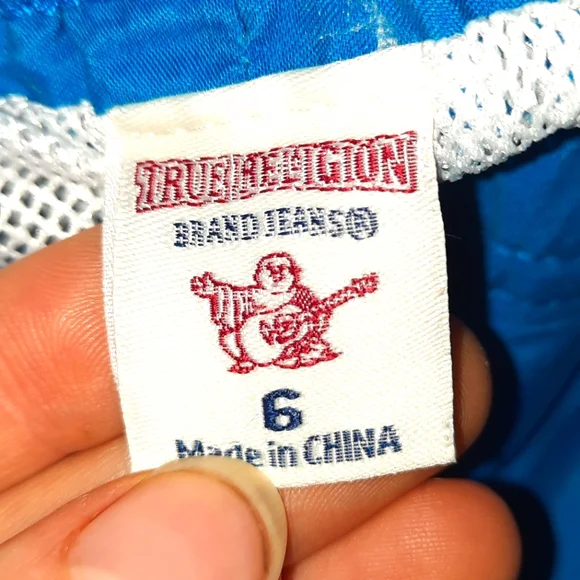 TRUE RELIGION
BRAND JEANS®
6
Made in CHINA